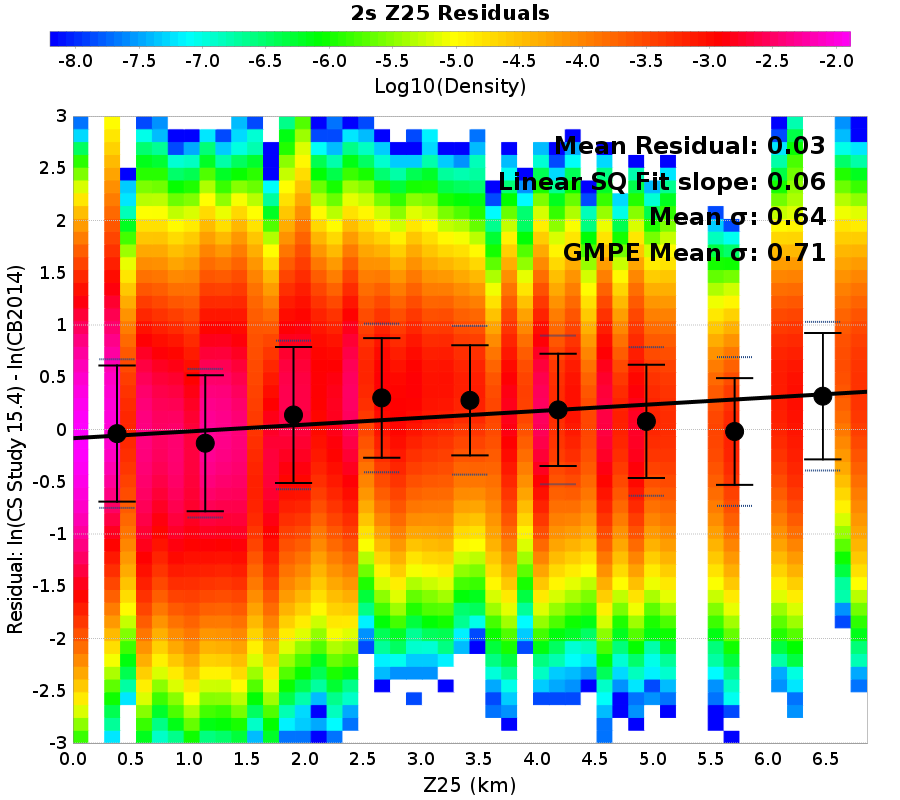 2s Z25 Residuals
-8.0 -7.5 -7.0 -6.5 -6.0 -5.5 -5.0 -4.5 -4.0 -3.5 -3.0 -2.5 -2.0
Log10(Density)
Mean Residual: 0.03
Linear SQ Fit slope: 0.06
Mean σ: 0.64
GMPE Mean σ: 0.71
Residual: ln(CS Study 15.4) - ln(CB2014)
3
2.5
2
1.5
1
0.5
0
-0.5
-1
-1.5
-2
-2.5
-3
0.0 0.5 1.0 1.5 2.0 2.5 3.0 3.5 4.0 4.5 5.0 5.5 6.0 6.5
Z25 (km)